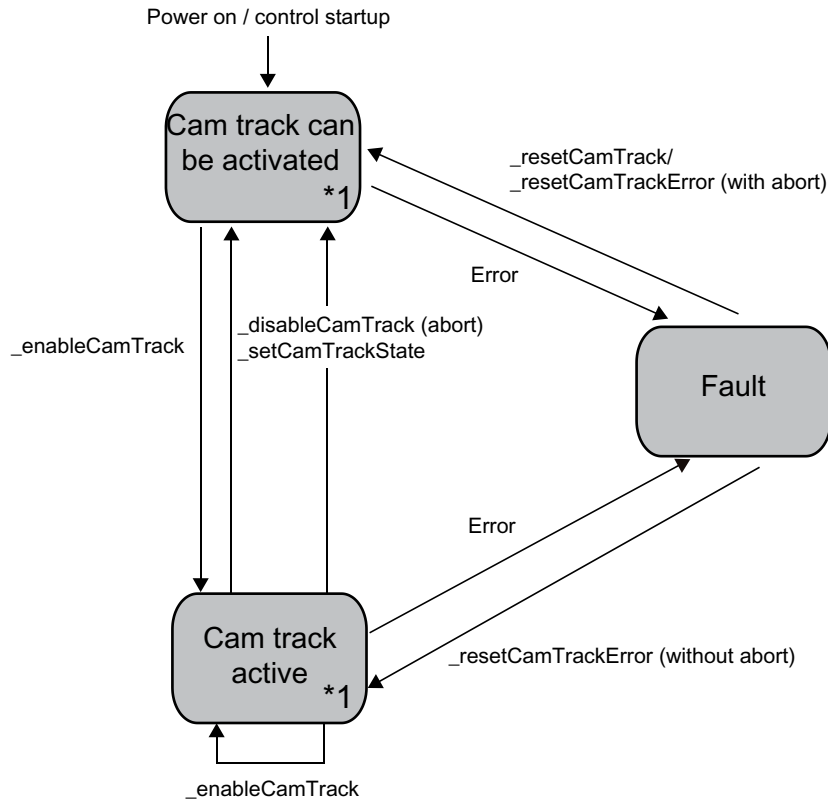 Power on / control startup
Cam track can
be activated
*1
_resetCamTrack/
_resetCamTrackError (with abort)
Error
_disableCamTrack (abort)
_setCamTrackState
_enableCamTrack
Fault
Error
Cam track
active
*1
_resetCamTrackError (without abort)
_enableCamTrack